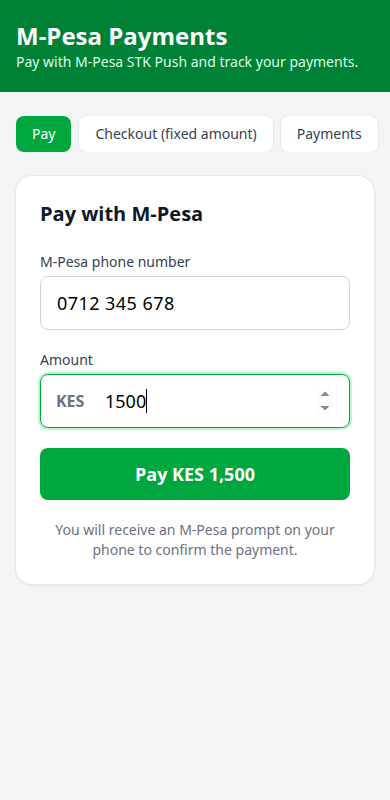 M-Pesa Payments
Pay with M-Pesa STK Push and track your payments.
Pay
Checkout (fixed amount)
Payments
Pay with M-Pesa
M-Pesa phone number
0712 345 678
Amount
KES 1500
Pay KES 1,500
You will receive an M-Pesa prompt on your
phone to confirm the payment.